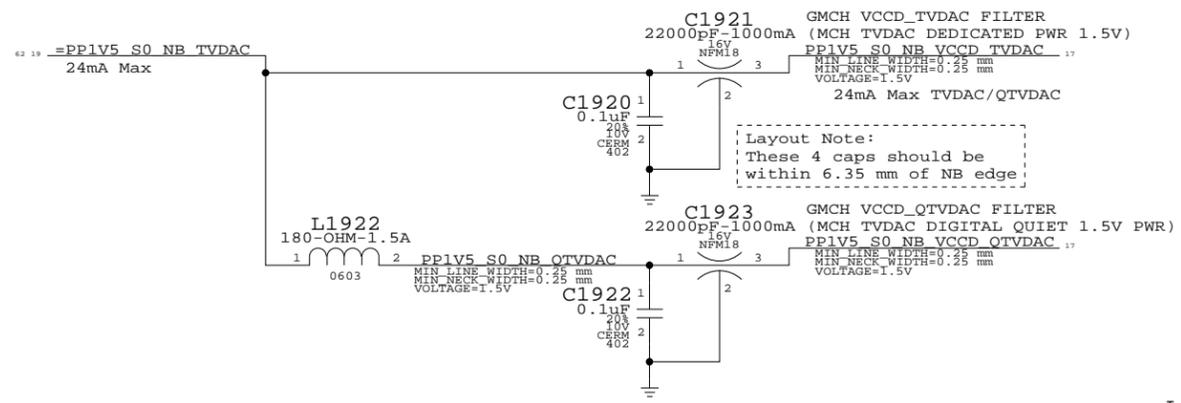 C1921
22000pF-1000mA
16V
NFM18
1
3
2
GMCH VCCD_TVDAC FILTER
(MCH TVDAC DEDICATED PWR 1.5V)
PP1V5_S0_NB_VCCD_TVDAC
17
MIN_LINE_WIDTH=0.25 mm
MIN_NECK_WIDTH=0.25 mm
VOLTAGE=1.5V
24mA Max TVDAC/QTVDAC
62 19
=PP1V5_S0_NB_TVDAC
24mA Max
C1920
0.1uF
20%
10V
CERM
402
1
2
Layout Note:
These 4 caps should be
within 6.35 mm of NB edge
L1922
180-OHM-1.5A
1
2
0603
PP1V5_S0_NB_QTVDAC
MIN_LINE_WIDTH=0.25 mm
MIN_NECK_WIDTH=0.25 mm
VOLTAGE=1.5V
C1923
22000pF-1000mA
16V
NFM18
1
3
2
GMCH VCCD_QTVDAC FILTER
(MCH TVDAC DIGITAL QUIET 1.5V PWR)
PP1V5_S0_NB_VCCD_QTVDAC
17
MIN_LINE_WIDTH=0.25 mm
MIN_NECK_WIDTH=0.25 mm
VOLTAGE=1.5V
C1922
0.1uF
20%
10V
CERM
402
1
2